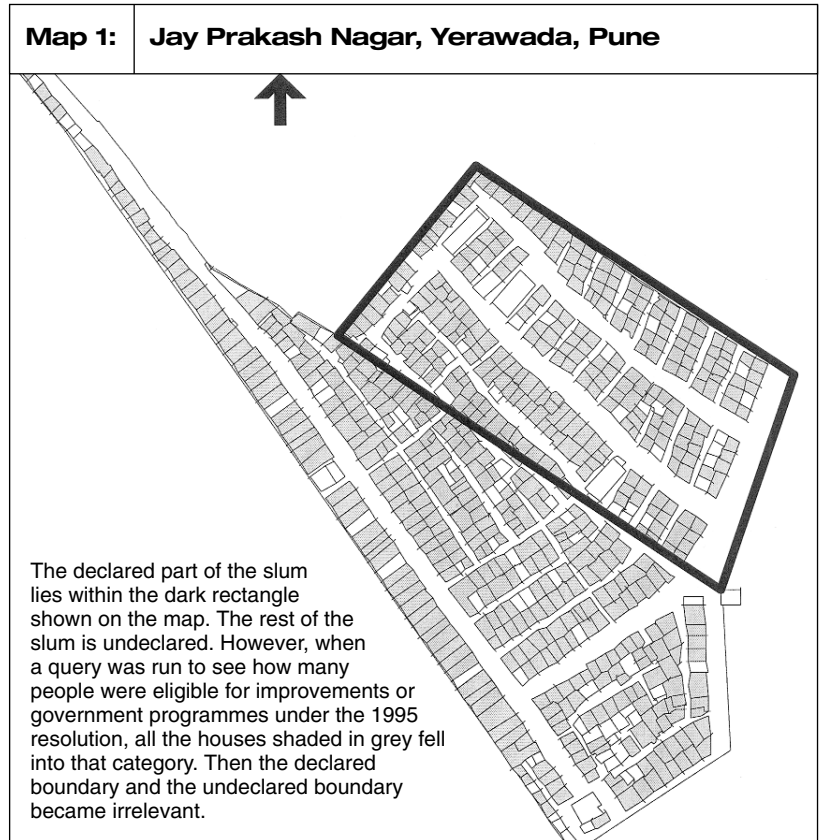 Map 1: Jay Prakash Nagar, Yerawada, Pune
The declared part of the slum
lies within the dark rectangle
shown on the map. The rest of the
slum is undeclared. However, when
a query was run to see how many
people were eligible for improvements or
government programmes under the 1995
resolution, all the houses shaded in grey fell
into that category. Then the declared
boundary and the undeclared boundary
became irrelevant.